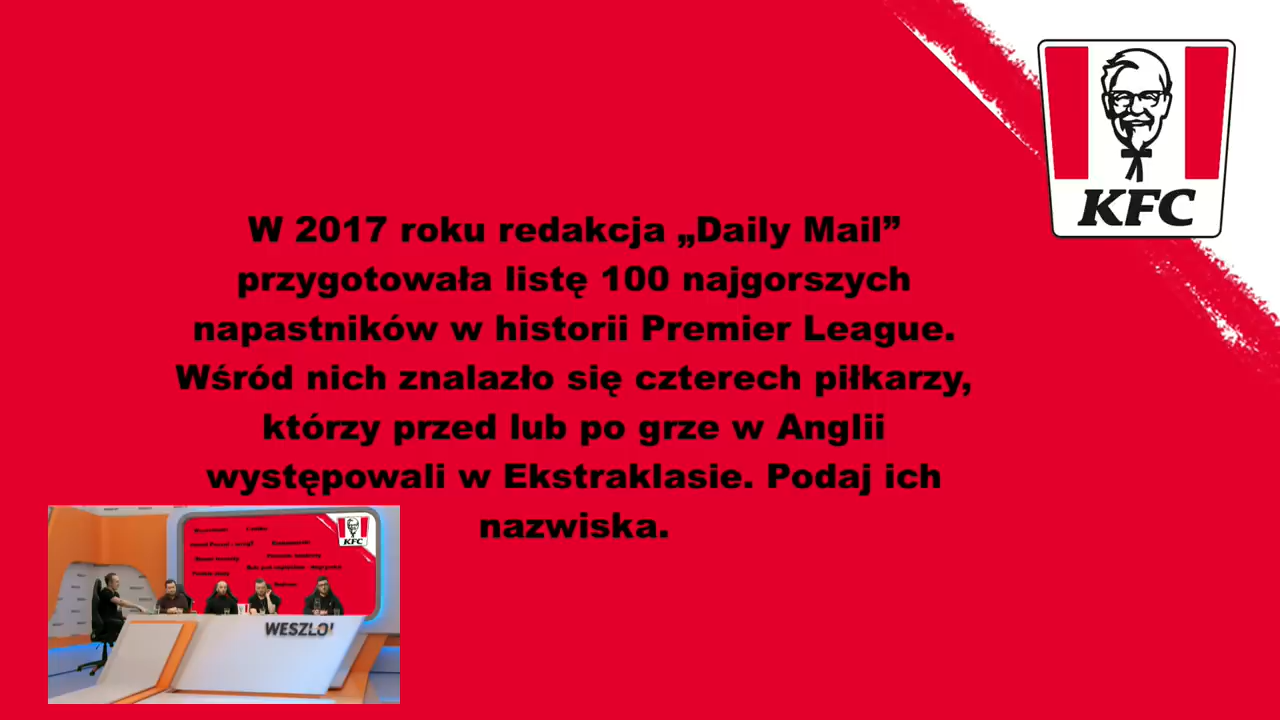 W 2017 roku redakcja „Daily Mail”
przygotowała listę 100 najgorszych
napastników w historii Premier League.
Wśród nich znalazło się czterech piłkarzy,
którzy przed lub po grze w Anglii
występowali w Ekstraklasie. Podaj ich
nazwiska.
KFC
KFC
WESZŁO!